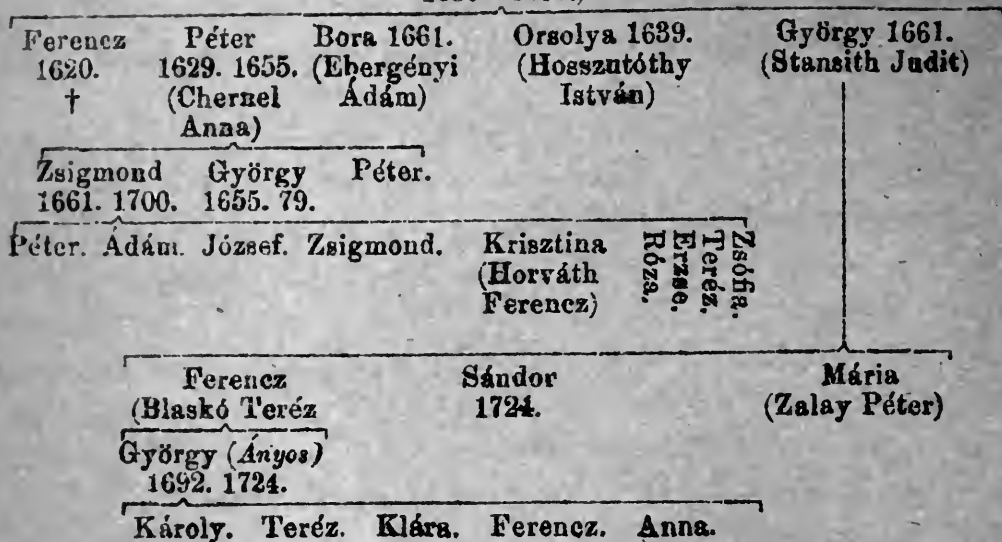 Ferencz Péter Bora 1661. Orsolya 1639. György 1661.
1620. 1629. 1655. (Ebergényi (Hosszutóthy (Stansith Judit)
† (Chernel Ádám) István)
Anna)
Zsigmond György Péter.
1661. 1700. 1655. 79.
Péter. Ádám. József. Zsigmond. Krisztina Róza. Erzse. Teréz. Zsófia.
(Horváth
Ferencz)
Ferencz Sándor Mária
(Blaskó Teréz 1724. (Zalay Péter)
György (Ányos)
1692. 1724.
Károly. Teréz. Klára. Ferencz. Anna.